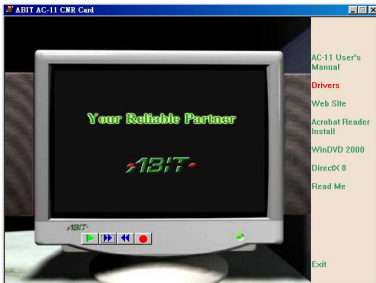 ABIT AC-11 CNR Card
AC-11 User's
Manual
Drivers
Web Site
Acrobat Reader
Install
WinDVD 2000
DirectX 8
Read Me
Exit
Your Reliable Partner
ABIT
ABIT